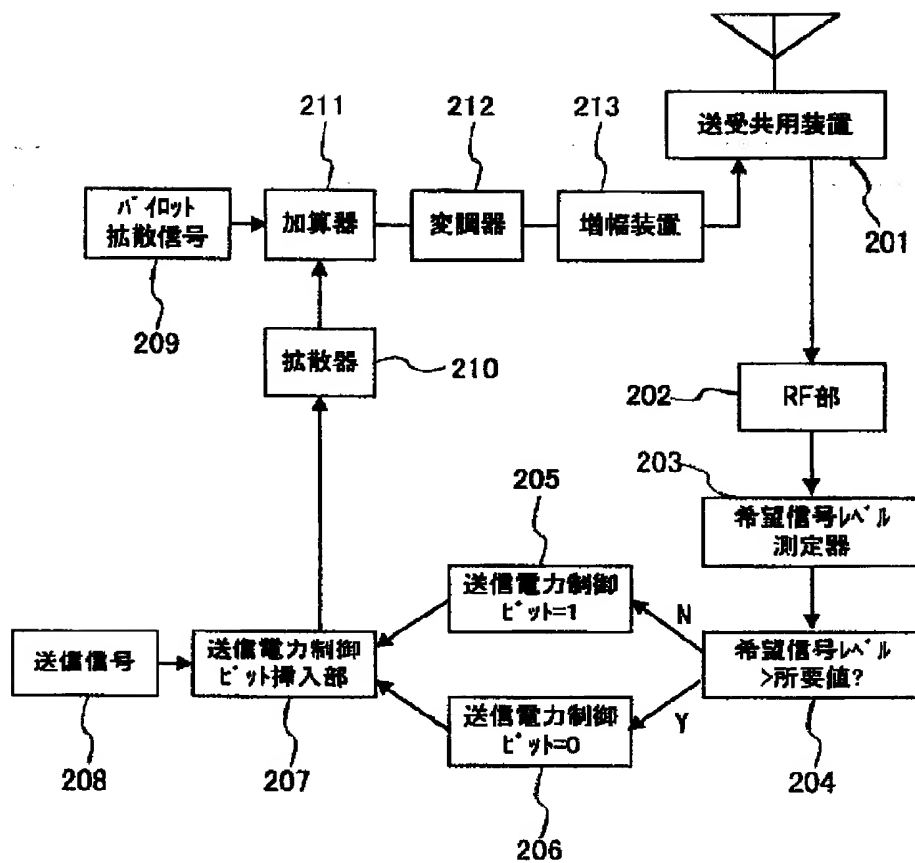 211
212
213
送受共用装置
201
パイロット
拡散信号
209
加算器
変調器
増幅装置
拡散器
210
202
RF部
203
希望信号レベル
測定器
205
送信電力制御
ビット=1
N
送信信号
208
送信電力制御
ビット挿入部
207
希望信号レベル
>所要値?
204
Y
送信電力制御
ビット=0
206